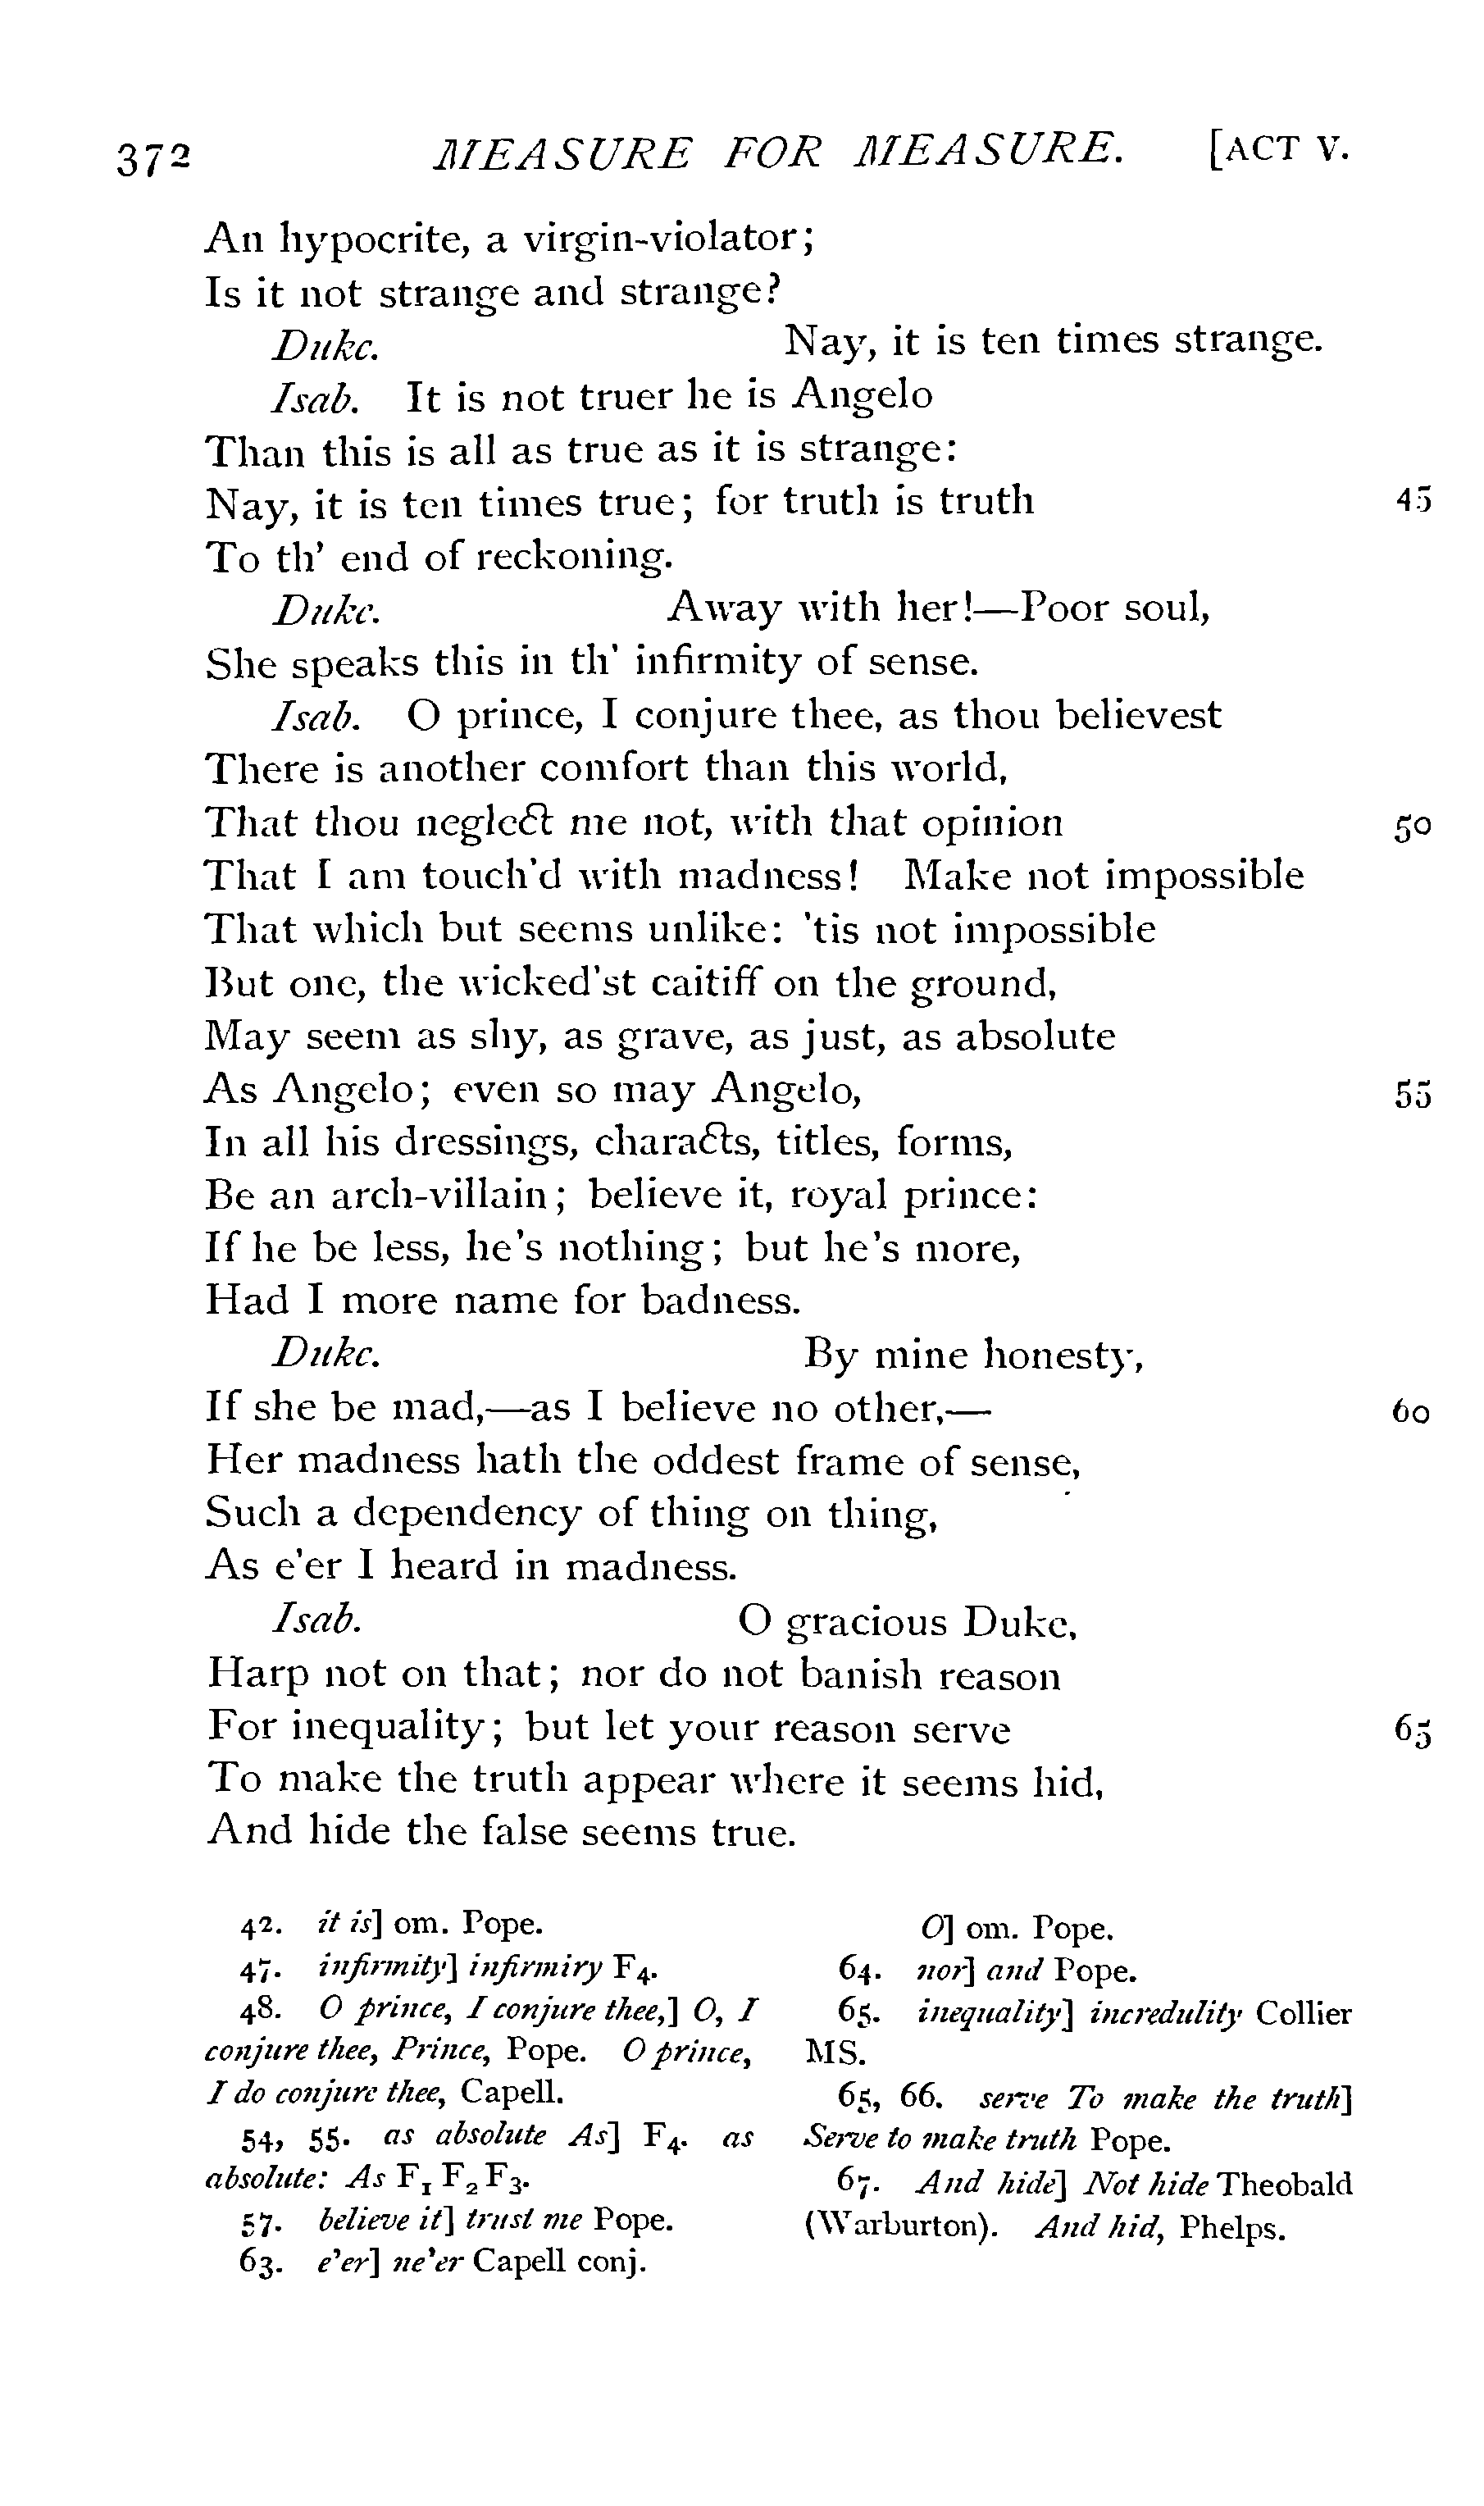 372 MEASURE FOR MEASURE. [ACT V.
An hypocrite, a virgin-violator;
Is it not strange and strange?
Duke. Nay, it is ten times strange.
Isab. It is not truer he is Angelo
Than this is all as true as it is strange:
Nay, it is ten times true; for truth is truth 45
To th' end of reckoning.
Duke. Away with her!—Poor soul,
She speaks this in th' infirmity of sense.
Isab. O prince, I conjure thee, as thou believest
There is another comfort than this world,
That thou neglect me not, with that opinion 50
That I am touch'd with madness! Make not impossible
That which but seems unlike: 'tis not impossible
But one, the wicked'st caitiff on the ground,
May seem as shy, as grave, as just, as absolute
As Angelo; even so may Angelo, 55
In all his dressings, characts, titles, forms,
Be an arch-villain; believe it, royal prince:
If he be less, he's nothing; but he's more,
Had I more name for badness.
Duke. By mine honesty,
If she be mad,—as I believe no other,— 60
Her madness hath the oddest frame of sense,
Such a dependency of thing on thing,
As e'er I heard in madness.
Isab. O gracious Duke,
Harp not on that; nor do not banish reason
For inequality; but let your reason serve 65
To make the truth appear where it seems hid,
And hide the false seems true.
42. it is] om. Pope.
47. infirmity] infirmiry F4.
48. O prince, I conjure thee,] O, I
conjure thee, Prince, Pope. O prince,
I do conjure thee, Capell.
54, 55. as absolute As] F4. as
absolute: As F1 F2 F3.
57. believe it] trust me Pope.
63. e'er] ne'er Capell conj.
O] om. Pope.
64. nor] and Pope.
65. inequality] incredulity Collier
MS.
65, 66. serve To make the truth]
Serve to make truth Pope.
67. And hide] Not hide Theobald
(Warburton). And hid, Phelps.